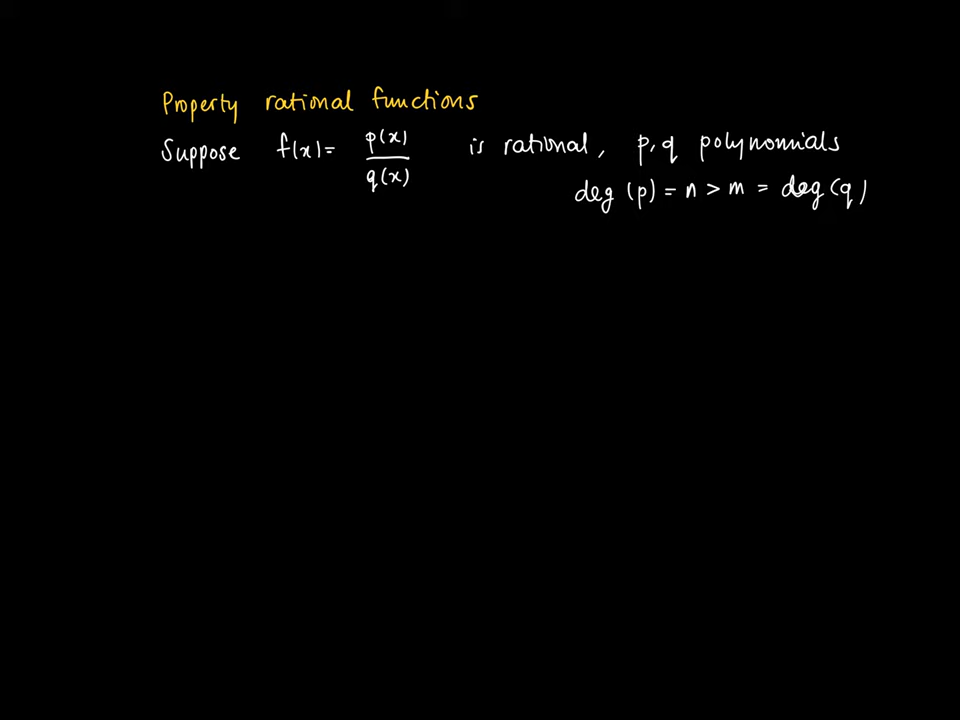 Property rational functions
Suppose f(x) = p(x)/q(x) is rational, p, q polynomials
deg (p) = n > m = deg (q)